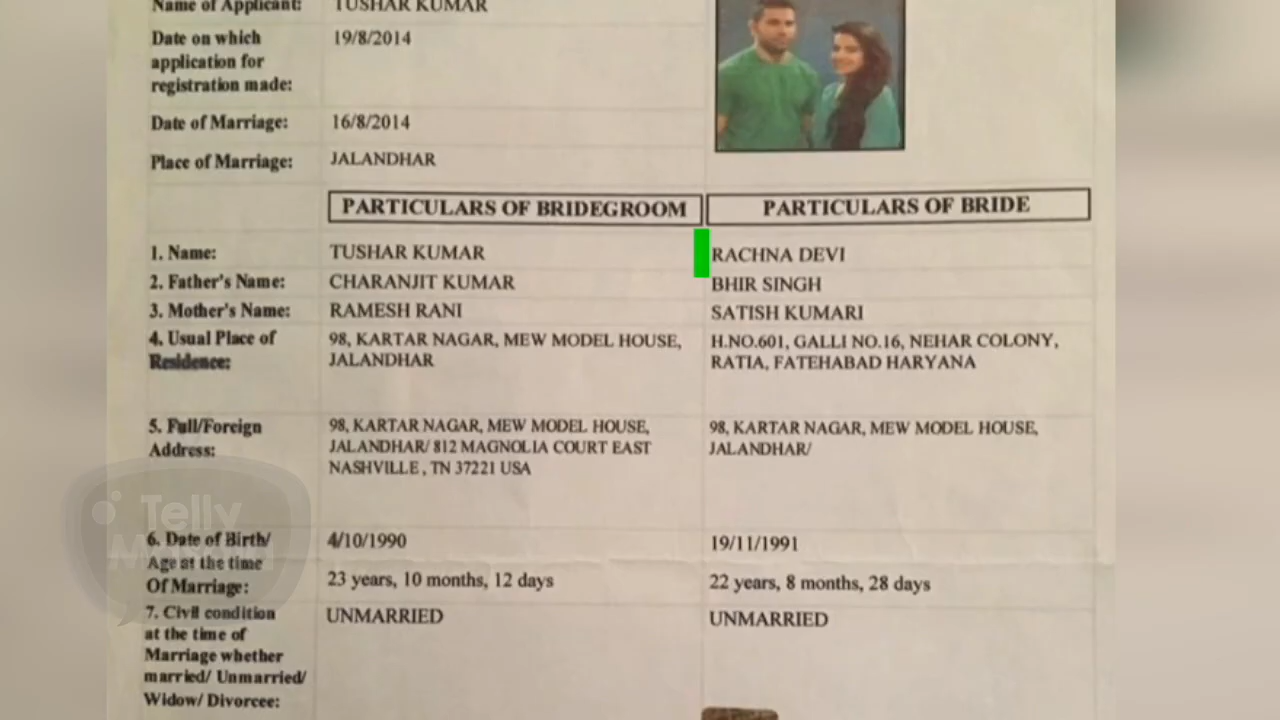 Name of Applicant: TUSHAR KUMAR
Date on which 19/8/2014
application for
registration made:
Date of Marriage: 16/8/2014
Place of Marriage: JALANDHAR
PARTICULARS OF BRIDEGROOM PARTICULARS OF BRIDE
1. Name: TUSHAR KUMAR RACHNA DEVI
2. Father's Name: CHARANJIT KUMAR BHIR SINGH
3. Mother's Name: RAMESH RANI SATISH KUMARI
4. Usual Place of 98, KARTAR NAGAR, MEW MODEL HOUSE, H.NO.601, GALLI NO.16, NEHAR COLONY,
Residence: JALANDHAR RATIA, FATEHABAD HARYANA
5. Full/Foreign 98, KARTAR NAGAR, MEW MODEL HOUSE, 98, KARTAR NAGAR, MEW MODEL HOUSE,
Address: JALANDHAR/ 812 MAGNOLIA COURT EAST JALANDHAR/
NASHVILLE , TN 37221 USA
Telly
Masala
6. Date of Birth/ 4/10/1990 19/11/1991
Age at the time
Of Marriage: 23 years, 10 months, 12 days 22 years, 8 months, 28 days
7. Civil condition UNMARRIED UNMARRIED
at the time of
Marriage whether
married/ Unmarried/
Widow/ Divorcee: